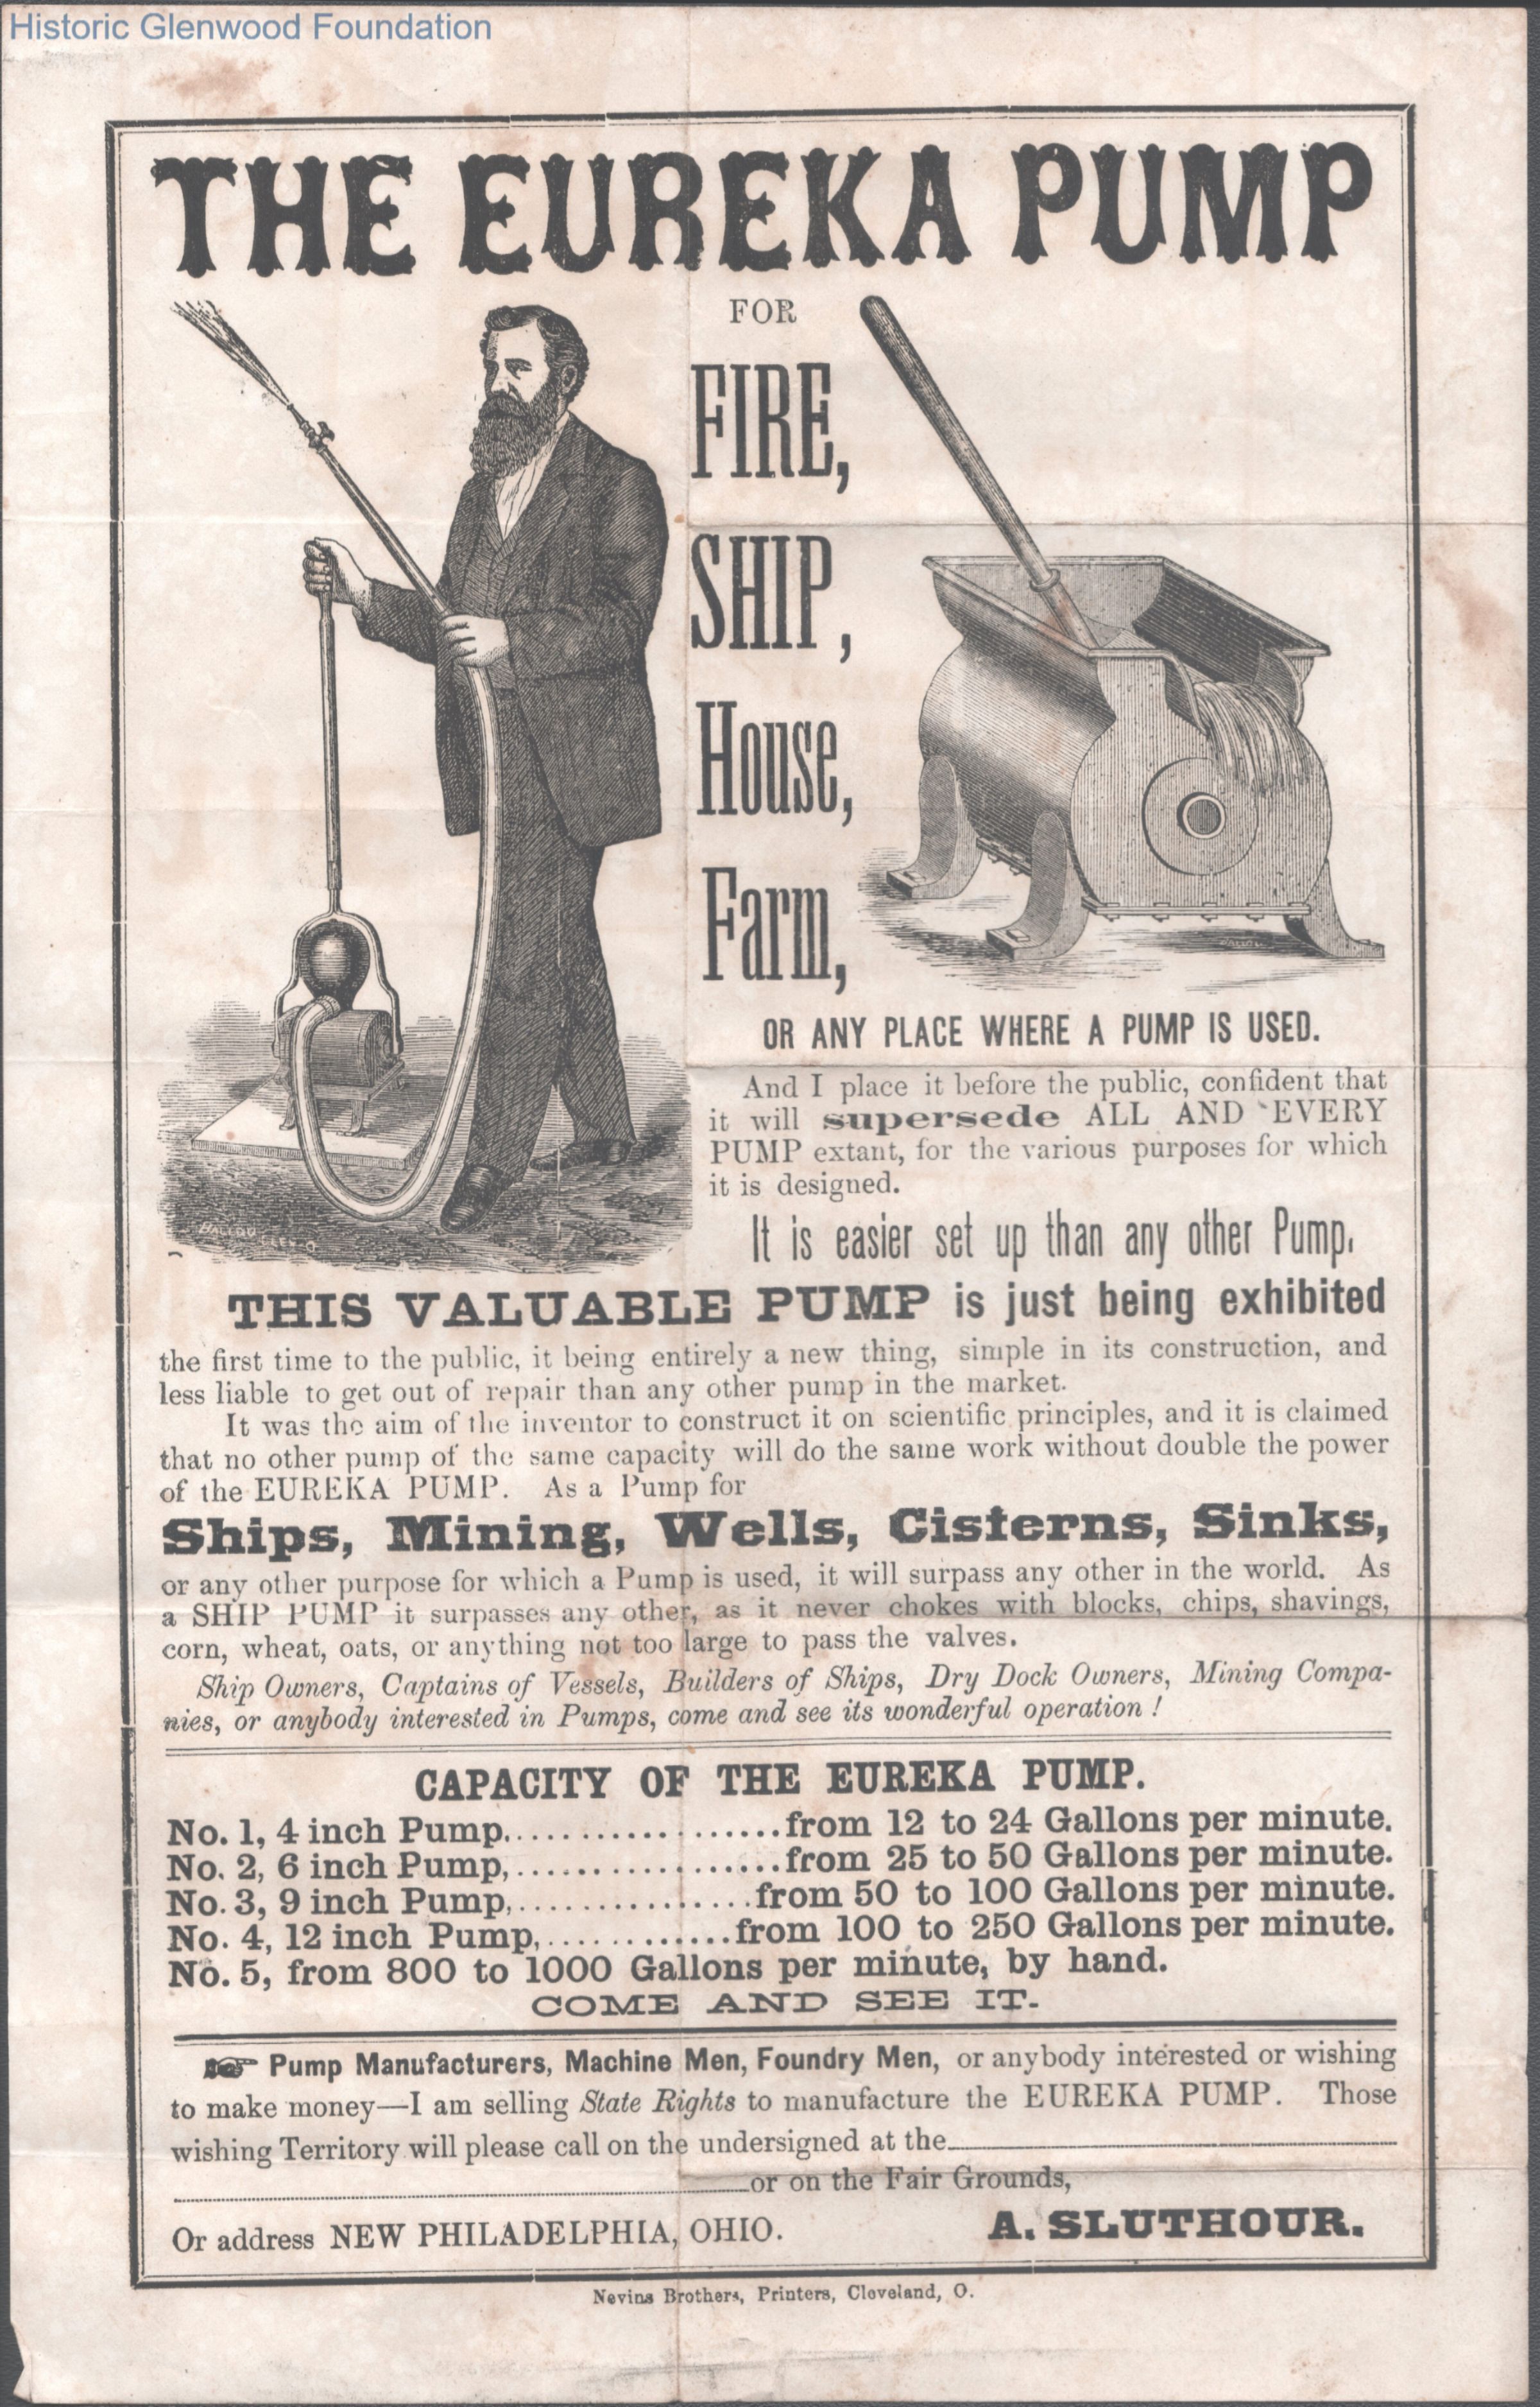 Historic Glenwood Foundation
THE EUREKA PUMP
FOR
FIRE,
SHIP,
House,
Farm,
OR ANY PLACE WHERE A PUMP IS USED.
And I place it before the public, confident that
it will supersede ALL AND EVERY
PUMP extant, for the various purposes for which
it is designed.
It is easier set up than any other Pump.
THIS VALUABLE PUMP is just being exhibited
the first time to the public, it being entirely a new thing, simple in its construction, and
less liable to get out of repair than any other pump in the market.
It was the aim of the inventor to construct it on scientific principles, and it is claimed
that no other pump of the same capacity will do the same work without double the power
of the EUREKA PUMP. As a Pump for
Ships, Mining, Wells, Cisterns, Sinks,
or any other purpose for which a Pump is used, it will surpass any other in the world. As
a SHIP PUMP it surpasses any other, as it never chokes with blocks, chips, shavings,
corn, wheat, oats, or anything not too large to pass the valves.
Ship Owners, Captains of Vessels, Builders of Ships, Dry Dock Owners, Mining Compa-
nies, or anybody interested in Pumps, come and see its wonderful operation !
CAPACITY OF THE EUREKA PUMP.
No. 1, 4 inch Pump....................from 12 to 24 Gallons per minute.
No. 2, 6 inch Pump,...................from 25 to 50 Gallons per minute.
No. 3, 9 inch Pump,.................from 50 to 100 Gallons per minute.
No. 4, 12 inch Pump,.............from 100 to 250 Gallons per minute.
No. 5, from 800 to 1000 Gallons per minute, by hand.
COME AND SEE IT.
☞ Pump Manufacturers, Machine Men, Foundry Men, or anybody interested or wishing
to make money—I am selling State Rights to manufacture the EUREKA PUMP. Those
wishing Territory will please call on the undersigned at the
or on the Fair Grounds,
Or address NEW PHILADELPHIA, OHIO. A. SLUTHOUR.
Nevins Brothers, Printers, Cleveland, O.